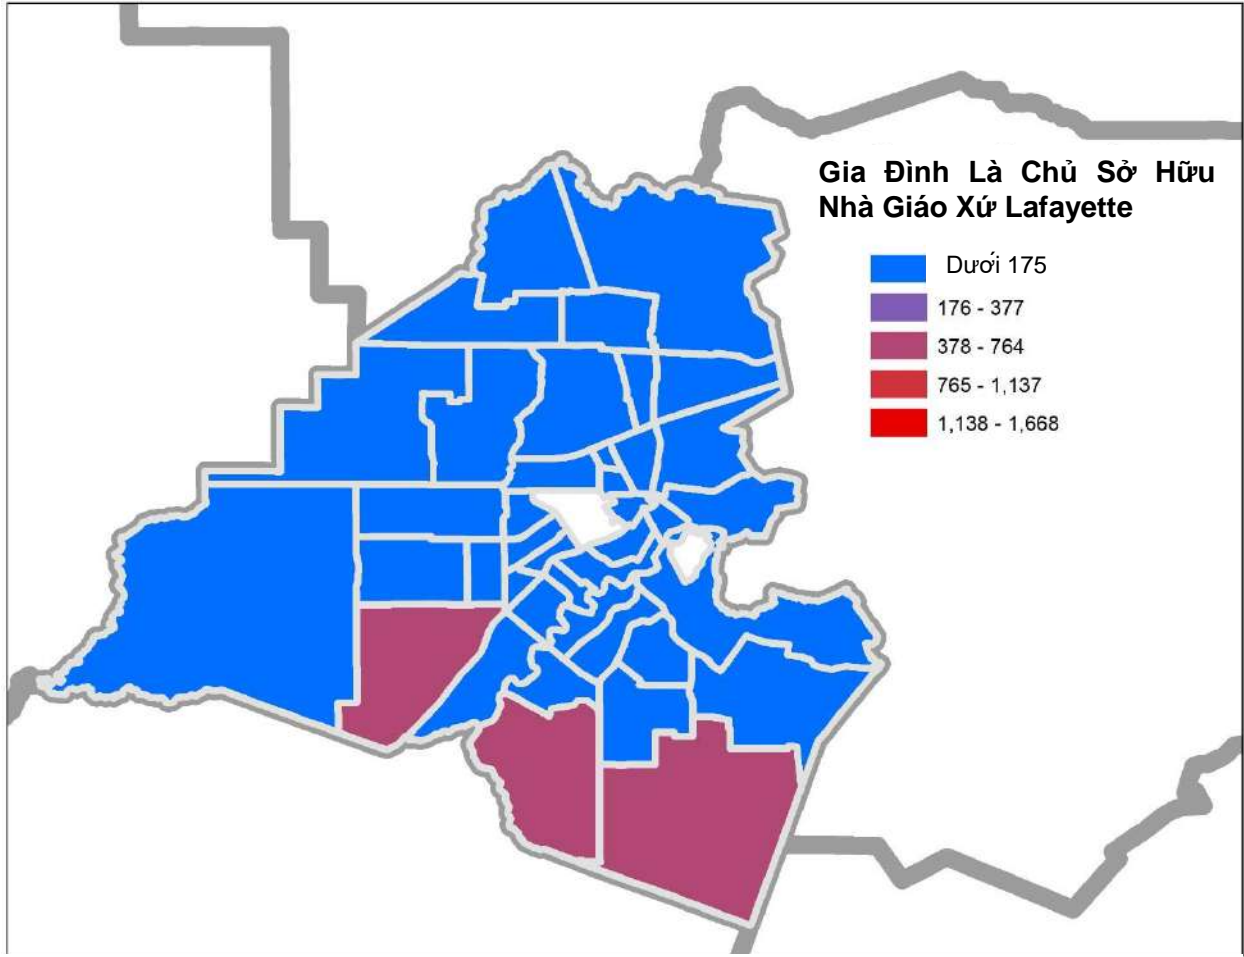 Gia Đình Là Chủ Sở Hữu
Nhà Giáo Xứ Lafayette
Dưới 175
176 - 377
378 - 764
765 - 1,137
1,138 - 1,668